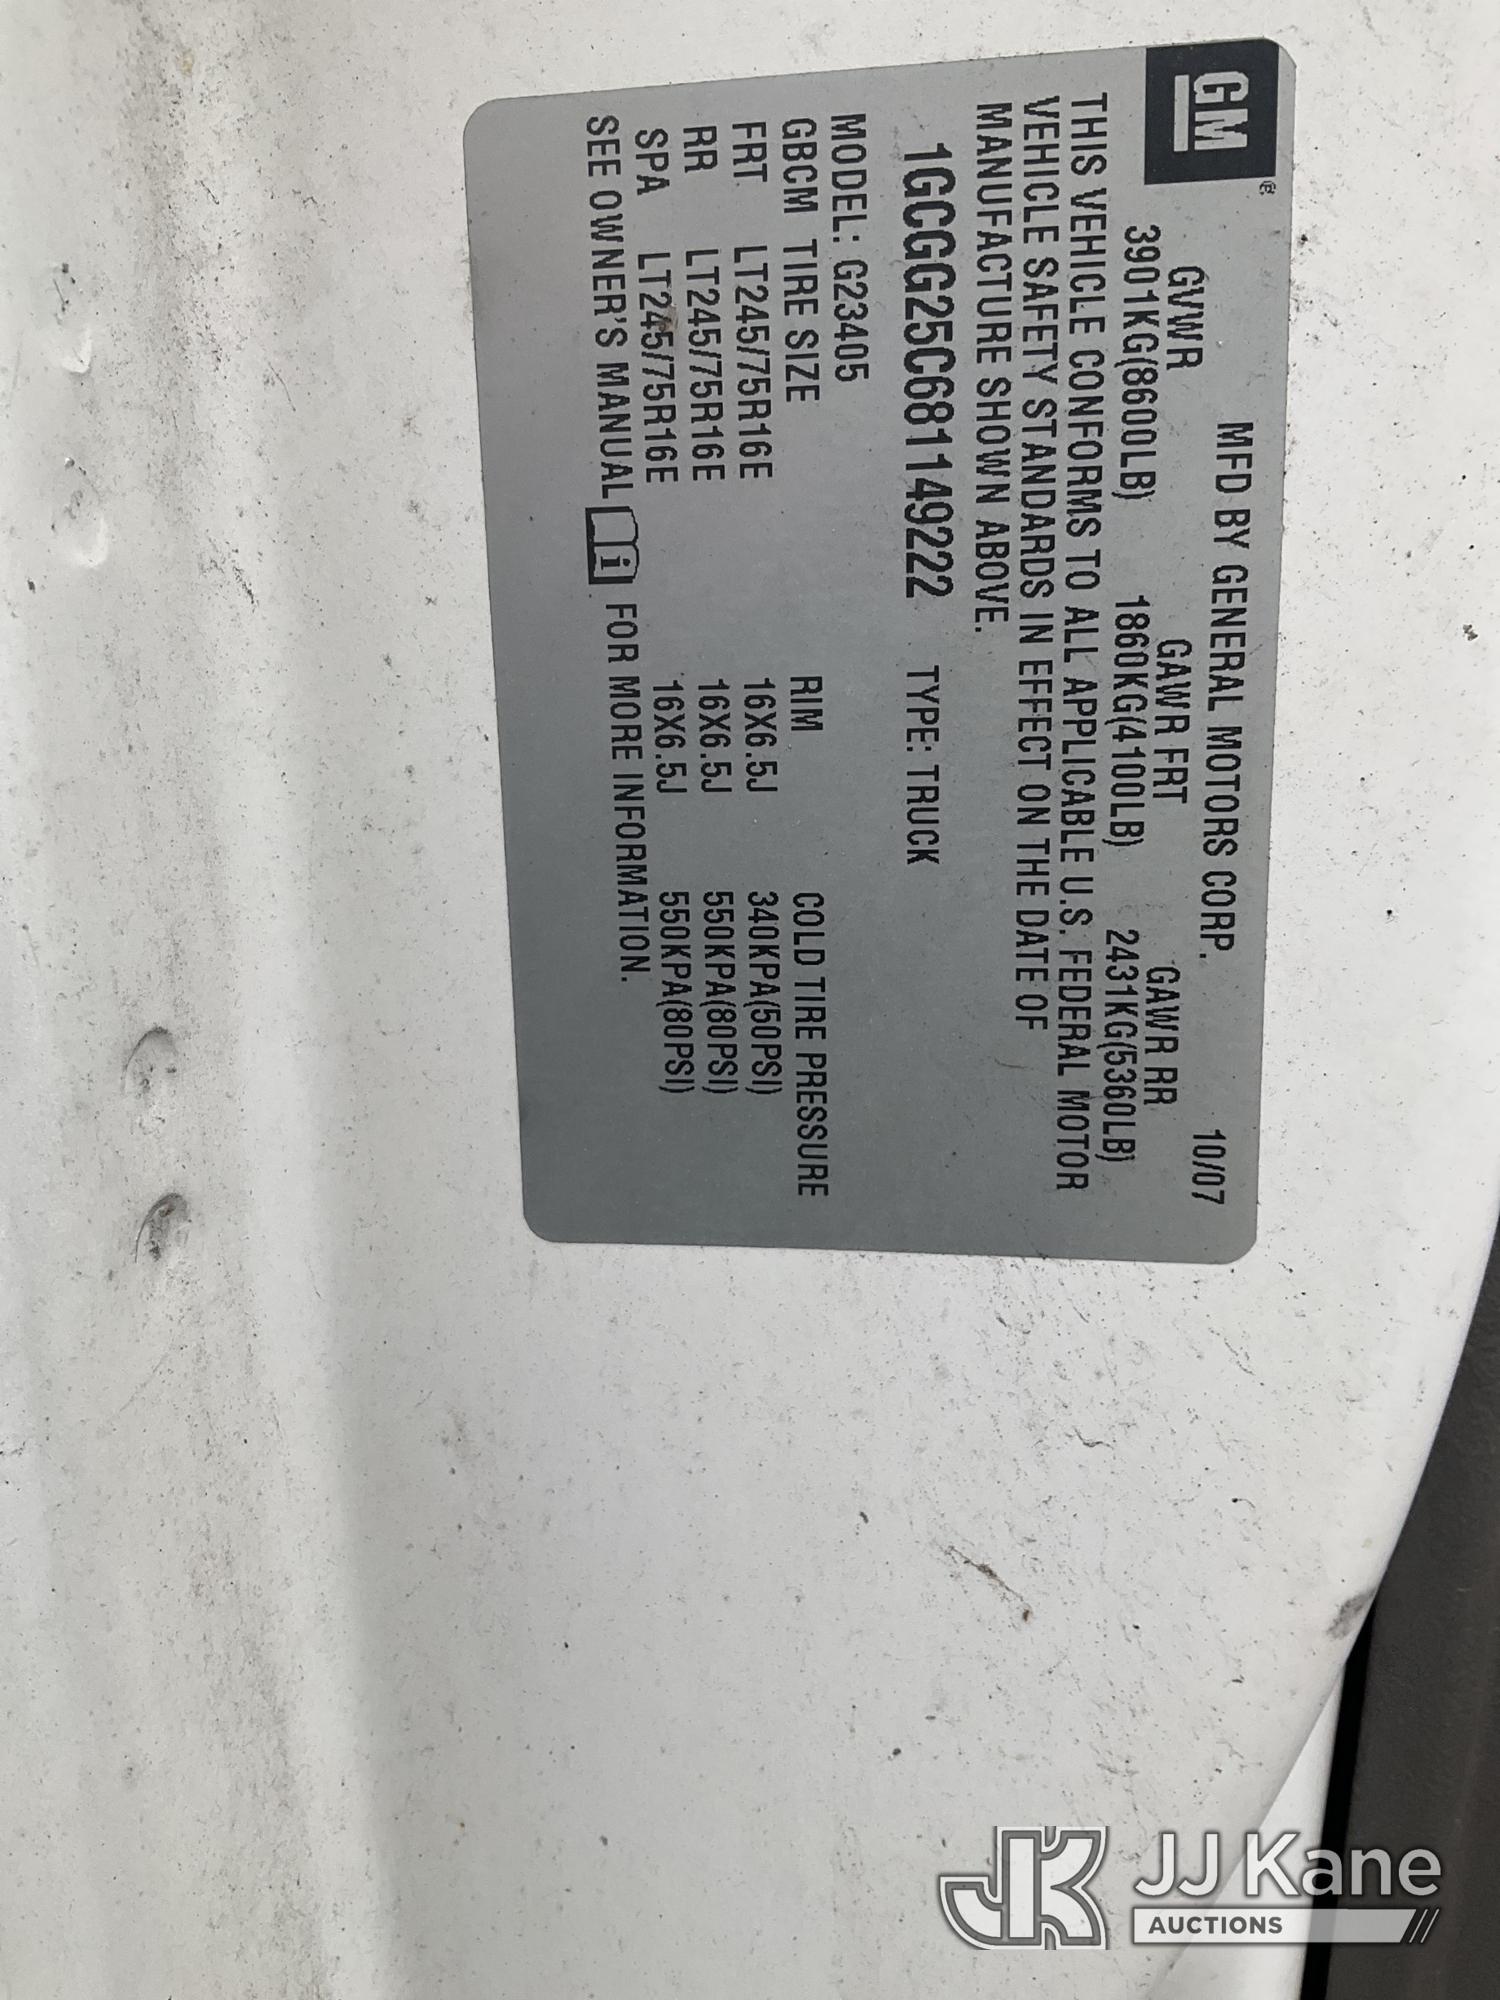 GM®
MFD BY GENERAL MOTORS CORP. 10/07
GVWR GAWR FRT GAWR RR
3901KG(8600LB) 1860KG(4100LB) 2431KG(5360LB)
THIS VEHICLE CONFORMS TO ALL APPLICABLE U.S. FEDERAL MOTOR
VEHICLE SAFETY STANDARDS IN EFFECT ON THE DATE OF
MANUFACTURE SHOWN ABOVE.
1GCGG25C681149222 TYPE: TRUCK
MODEL: G23405
GBCM TIRE SIZE RIM COLD TIRE PRESSURE
FRT LT245/75R16E 16X6.5J 340KPA(50PSI)
RR LT245/75R16E 16X6.5J 550KPA(80PSI)
SPA LT245/75R16E 16X6.5J 550KPA(80PSI)
SEE OWNER'S MANUAL i FOR MORE INFORMATION.
JK JJ Kane
AUCTIONS